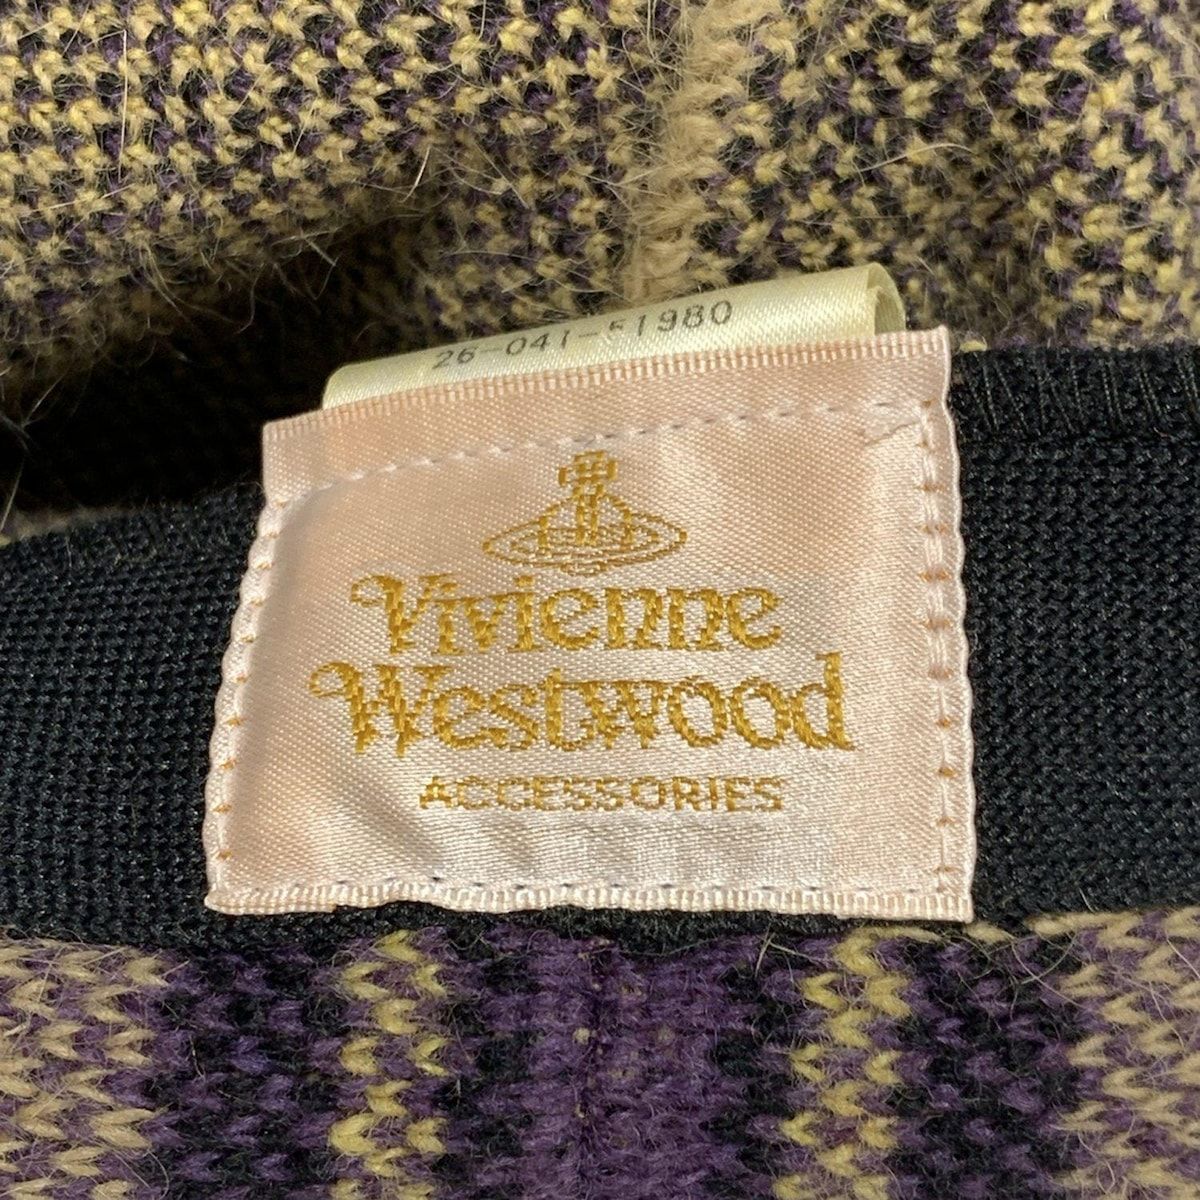 26-041-51980
Vivienne
Westwood
ACCESSORIES